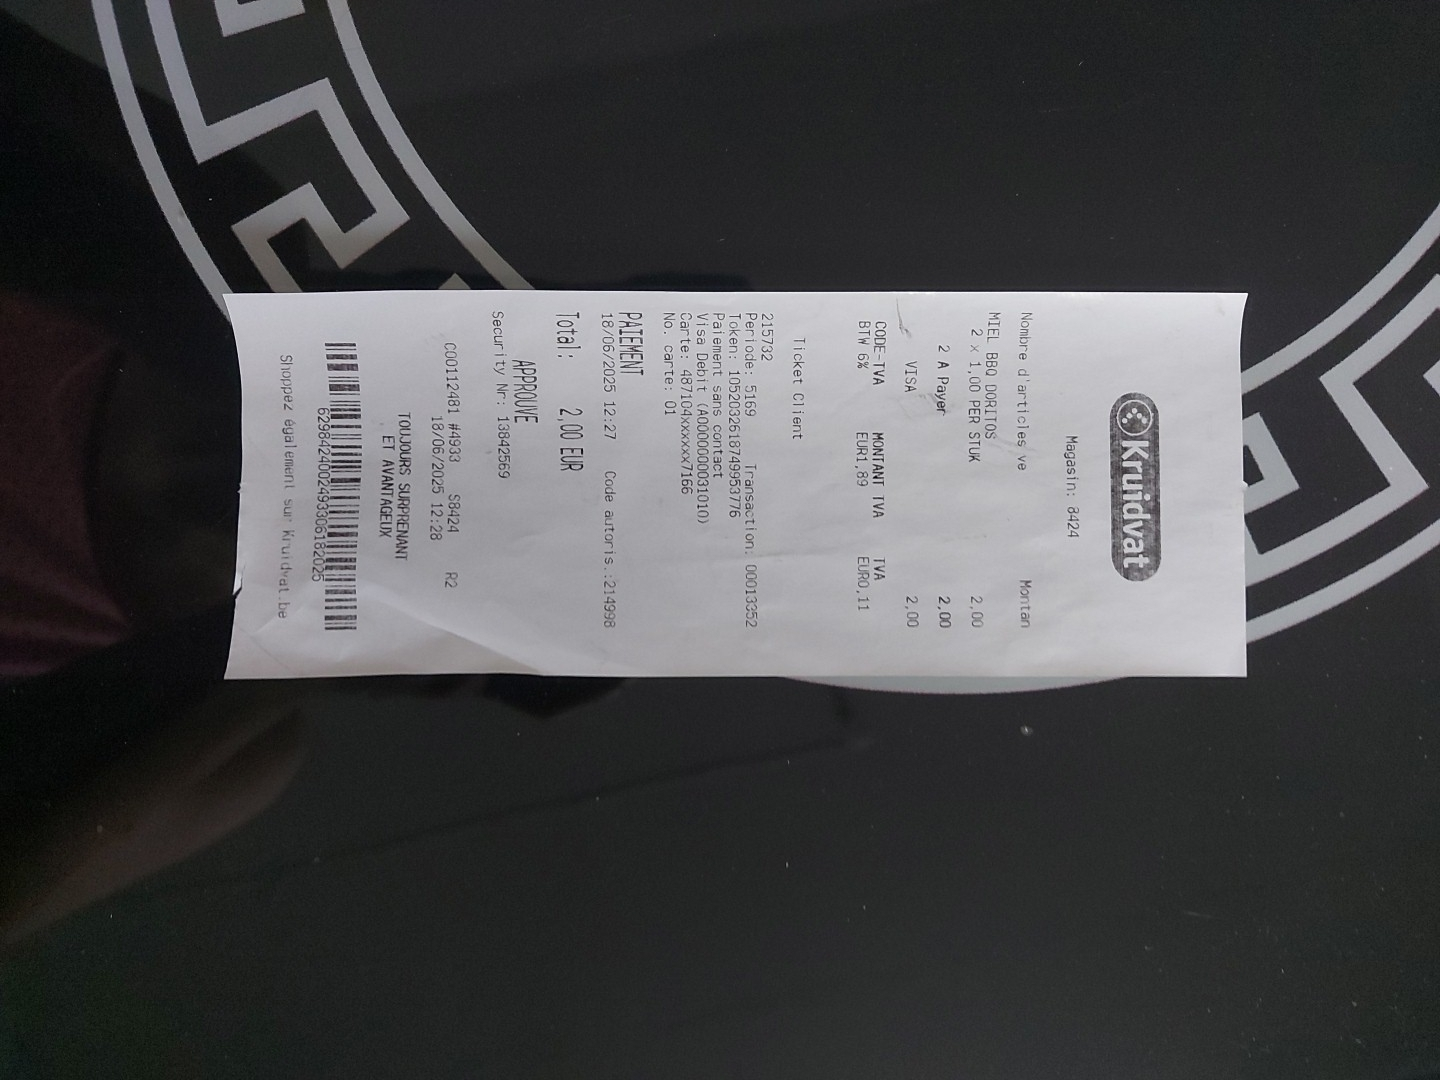 Kruidvat
Magasin: 8424
Nombre d'articles ve Montan
MIEL BBQ DORITOS
2 x 1,00 PER STUK 2,00
2 A Payer 2,00
VISA 2,00
CODE-TVA MONTANT TVA TVA
BTW 6% EUR1,89 EUR0,11
Ticket Client
215732
Periode: 5169 Transaction: 00013352
Token: 1052032618749953776
Paiement sans contact
Visa Debit (A0000000031010)
Carte: 487104xxxxxx7166
No. carte: 01
PAIEMENT
18/06/2025 12:27 Code autoris.:214998
Total: 2,00 EUR
APPROUVE
Security Nr: 13842569
C00112481 #4933 S8424 R2
18/06/2025 12:28
TOUJOURS SURPRENANT
ET AVANTAGEUX
6298424002493306182025
Shoppez également sur Kruidvat.be